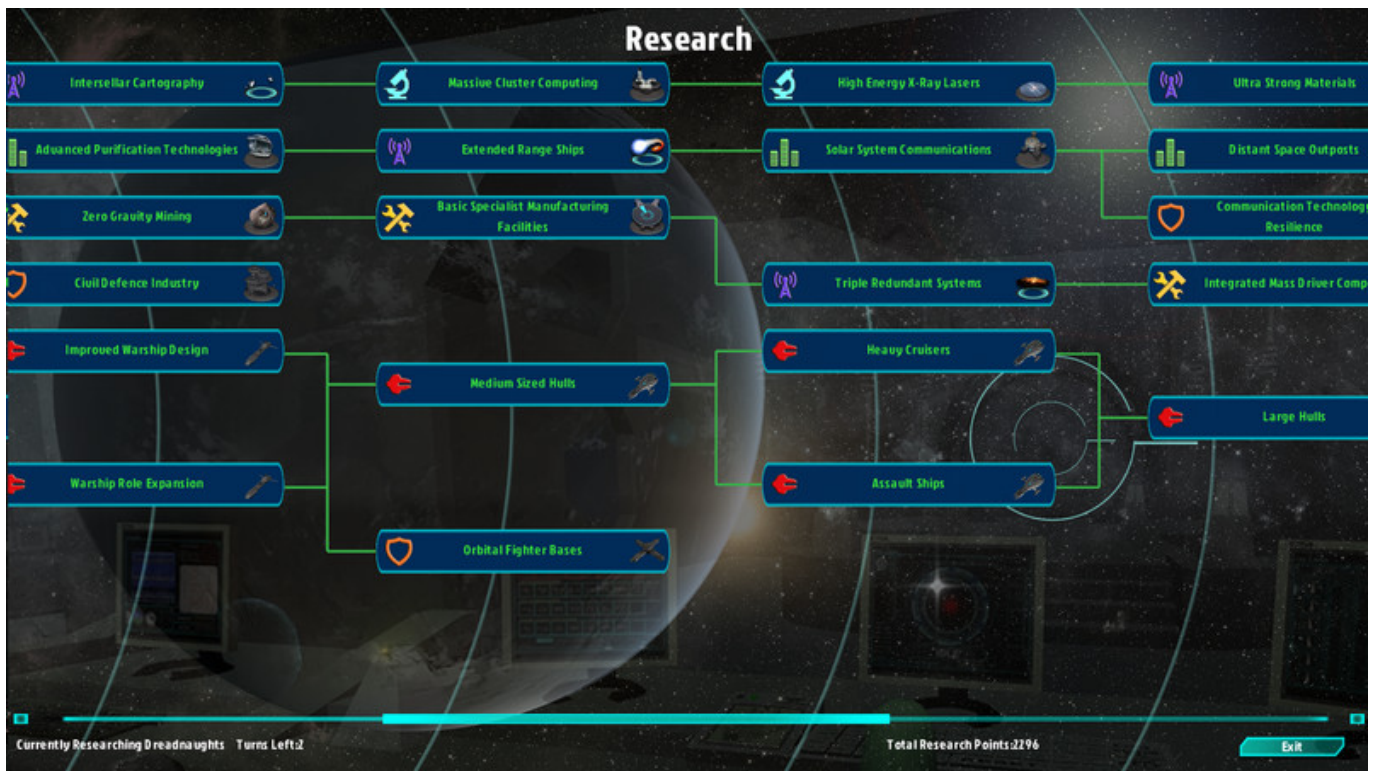 Research
Intersellar Cartography
Massive Cluster Computing
High Energy X-Ray Lasers
Ultra Strong Materials
Advanced Purification Technologies
Extended Range Ships
Solar System Communications
Distant Space Outposts
Zero Gravity Mining
Basic Specialist Manufacturing
Facilities
Communication Technology
Resilience
Civil Defence Industry
Triple Redundant Systems
Integrated Mass Driver Comp
Improved Warship Design
Medium Sized Hulls
Heavy Cruisers
Large Hulls
Warship Role Expansion
Assault Ships
Orbital Fighter Bases
Currently Researching Dreadnaughts Turns Left:2
Total Research Points:2296
Exit